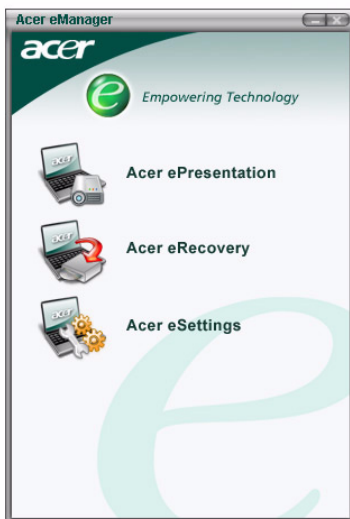 Acer eManager
acer
e Empowering Technology
Acer ePresentation
Acer eRecovery
Acer eSettings
e